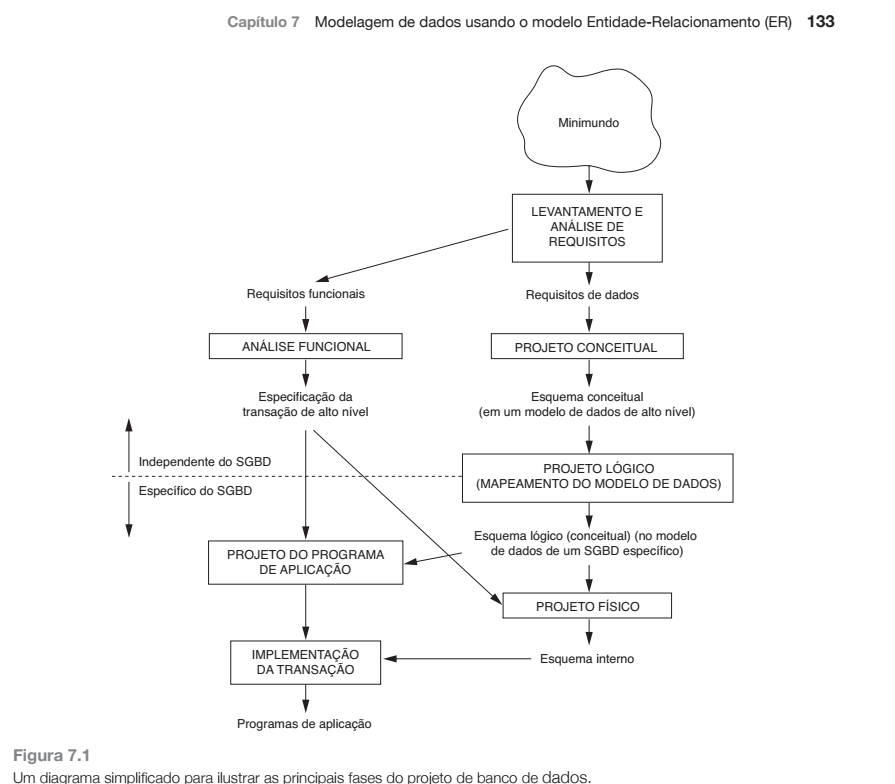 Capítulo 7 Modelagem de dados usando o modelo Entidade-Relacionamento (ER) 133
Minimundo
LEVANTAMENTO E
ANÁLISE DE
REQUISITOS
Requisitos funcionais
Requisitos de dados
ANÁLISE FUNCIONAL
PROJETO CONCEITUAL
Especificação da
transação de alto nível
Esquema conceitual
(em um modelo de dados de alto nível)
Independente do SGBD
Específico do SGBD
PROJETO LÓGICO
(MAPEAMENTO DO MODELO DE DADOS)
Esquema lógico (conceitual) (no modelo
de dados de um SGBD específico)
PROJETO DO PROGRAMA
DE APLICAÇÃO
PROJETO FÍSICO
IMPLEMENTAÇÃO
DA TRANSAÇÃO
Esquema interno
Programas de aplicação
Figura 7.1
Um diagrama simplificado para ilustrar as principais fases do projeto de banco de dados.